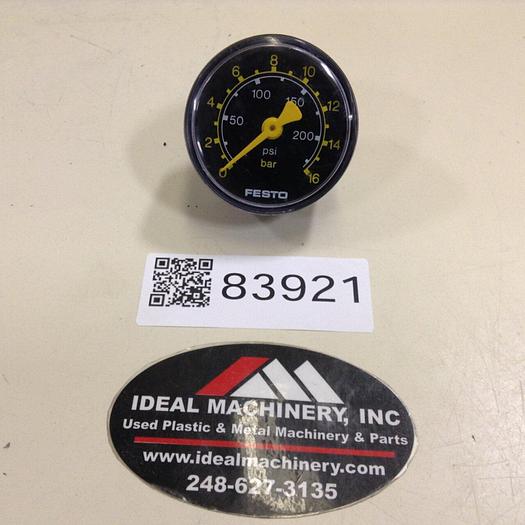 8
6 10
100
4 150 12
50
2 200 14
psi
0 bar 16
FESTO
83921
IDEAL MACHINERY, INC
Used Plastic & Metal Machinery & Parts
www.idealmachinery.com
248-627-3135